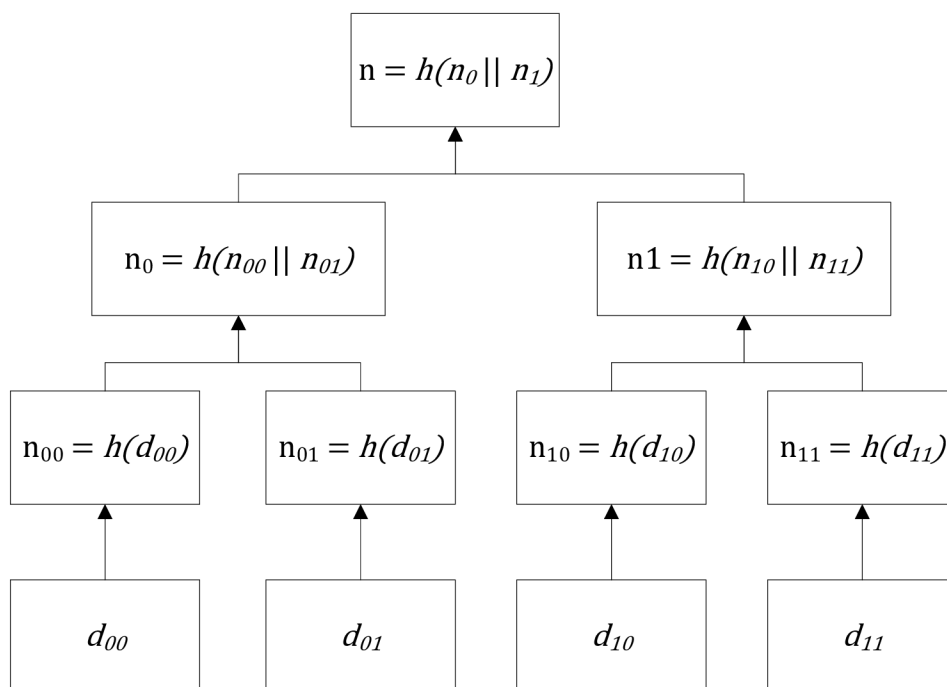 n = h(n₀ || n₁)
n₀ = h(n₀₀ || n₀₁)
n1 = h(n₁₀ || n₁₁)
n₀₀ = h(d₀₀)
n₀₁ = h(d₀₁)
n₁₀ = h(d₁₀)
n₁₁ = h(d₁₁)
d₀₀
d₀₁
d₁₀
d₁₁